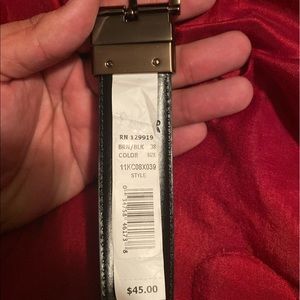 RN 129919
BRN/BLK 38
COLOR SIZE
11KC08X039
STYLE
$45.00